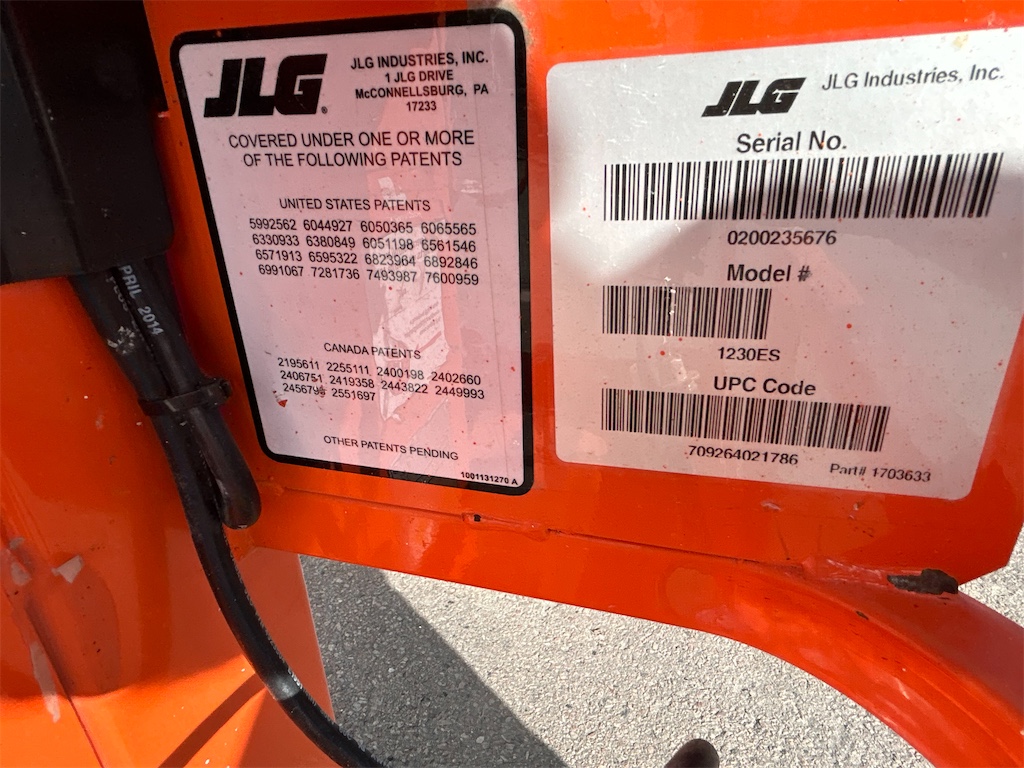 JLG®
JLG INDUSTRIES, INC.
1 JLG DRIVE
McCONNELLSBURG, PA
17233
COVERED UNDER ONE OR MORE
OF THE FOLLOWING PATENTS
UNITED STATES PATENTS
5992562 6044927 6050365 6065565
6330933 6380849 6051198 6561546
6571913 6595322 6823964 6892846
6991067 7281736 7493987 7600959
CANADA PATENTS
2195611 2255111 2400198 2402660
2406751 2419358 2443822 2449993
2551697
OTHER PATENTS PENDING
1001131270 A
JLG
JLG Industries, Inc.
Serial No.
0200235676
Model #
1230ES
UPC Code
709264021786
Part# 1703633
APRIL 2014